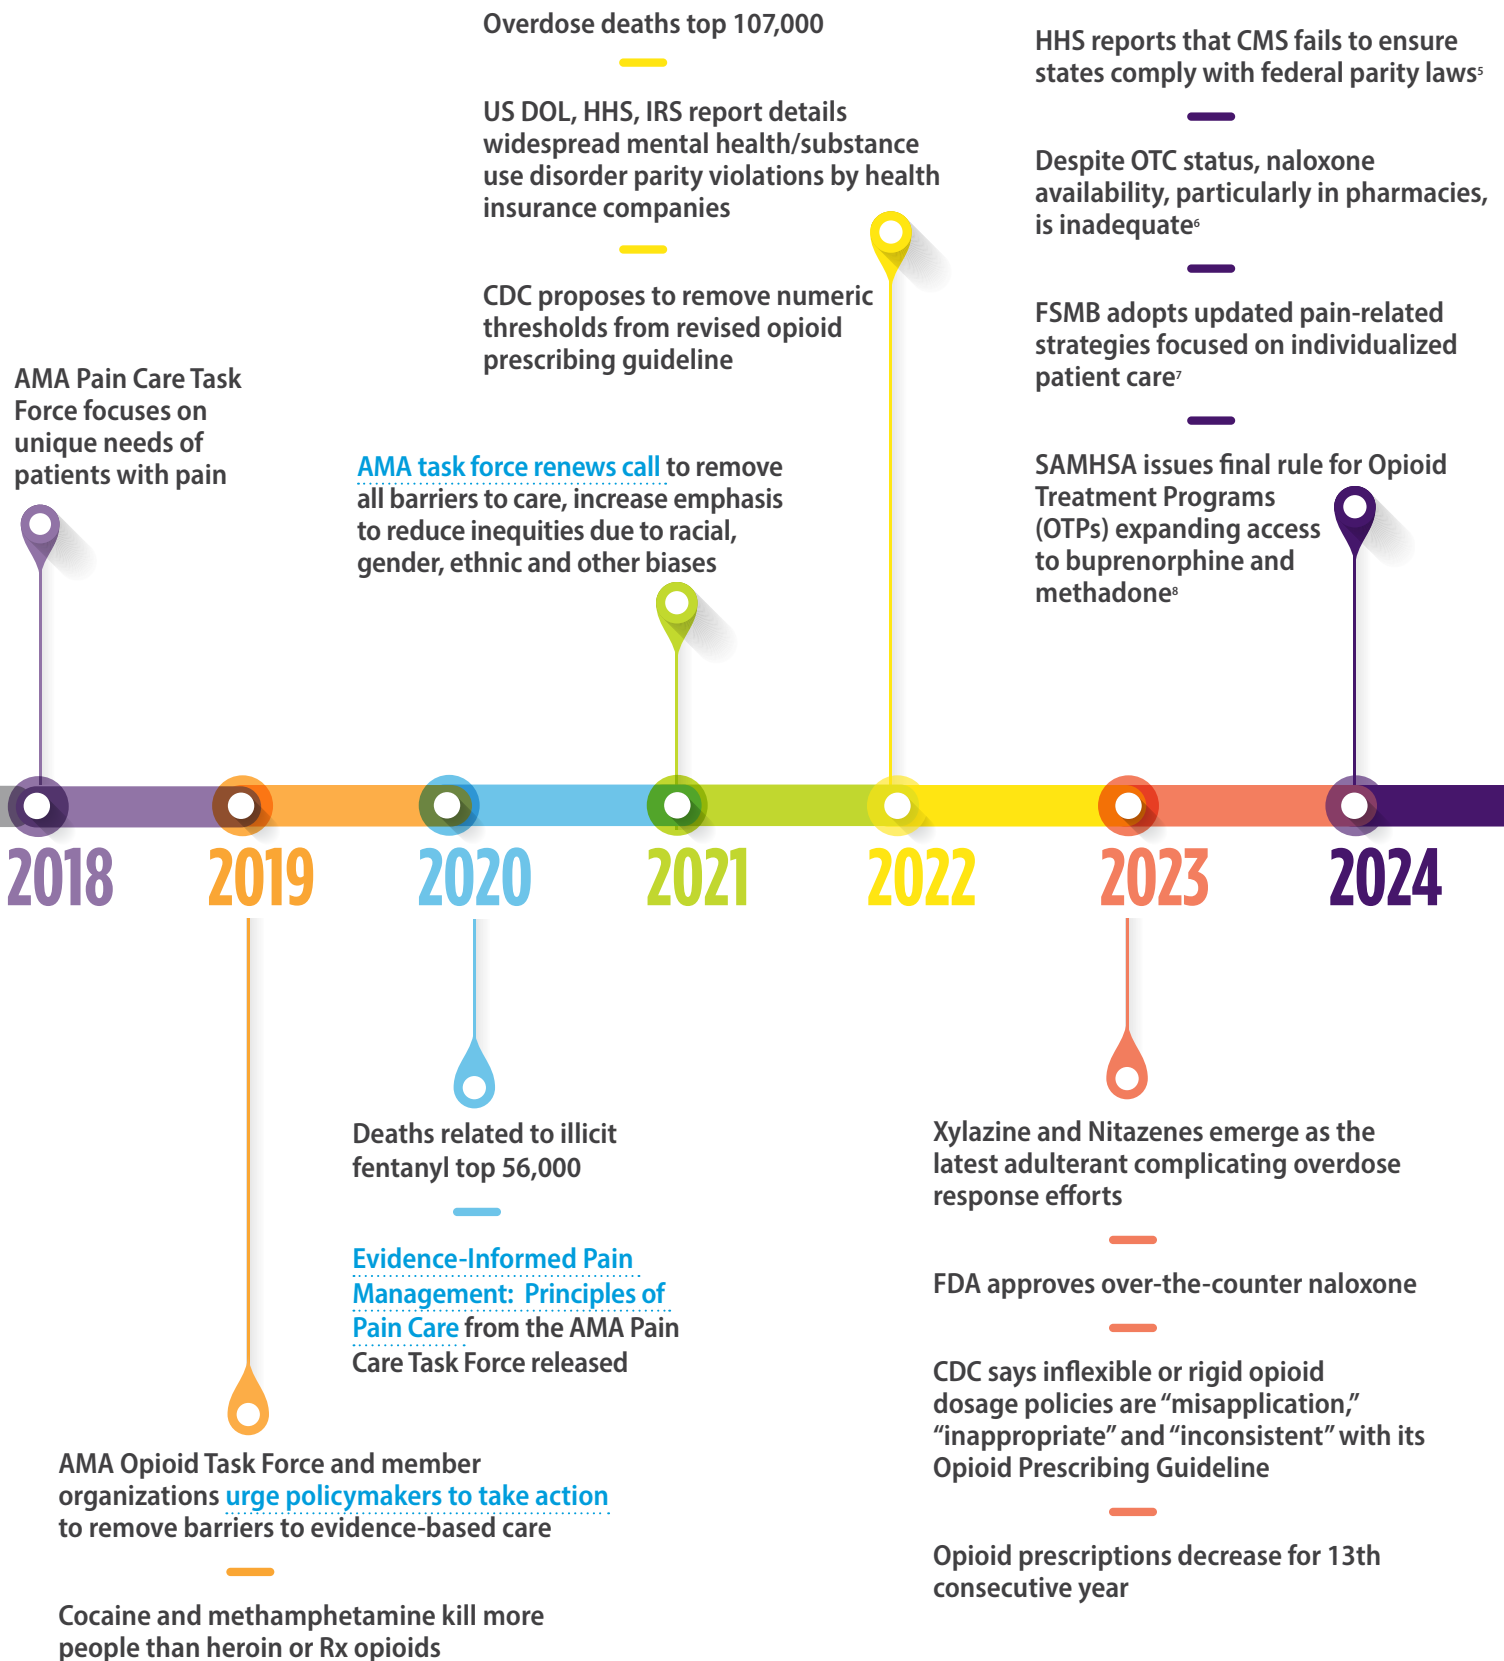 AMA Pain Care Task
Force focuses on
unique needs of
patients with pain
2018
2019
AMA Opioid Task Force and member
organizations urge policymakers to take action
to remove barriers to evidence-based care
Cocaine and methamphetamine kill more
people than heroin or Rx opioids
2020
Deaths related to illicit
fentanyl top 56,000
Evidence-Informed Pain
Management: Principles of
Pain Care from the AMA Pain
Care Task Force released
AMA task force renews call to remove
all barriers to care, increase emphasis
to reduce inequities due to racial,
gender, ethnic and other biases
2021
Overdose deaths top 107,000
US DOL, HHS, IRS report details
widespread mental health/substance
use disorder parity violations by health
insurance companies
CDC proposes to remove numeric
thresholds from revised opioid
prescribing guideline
2022
2023
Xylazine and Nitazenes emerge as the
latest adulterant complicating overdose
response efforts
FDA approves over-the-counter naloxone
CDC says inflexible or rigid opioid
dosage policies are “misapplication,”
“inappropriate” and “inconsistent” with its
Opioid Prescribing Guideline
Opioid prescriptions decrease for 13th
consecutive year
HHS reports that CMS fails to ensure
states comply with federal parity laws⁵
Despite OTC status, naloxone
availability, particularly in pharmacies,
is inadequate⁶
FSMB adopts updated pain-related
strategies focused on individualized
patient care⁷
SAMHSA issues final rule for Opioid
Treatment Programs
(OTPs) expanding access
to buprenorphine and
methadone⁸
2024